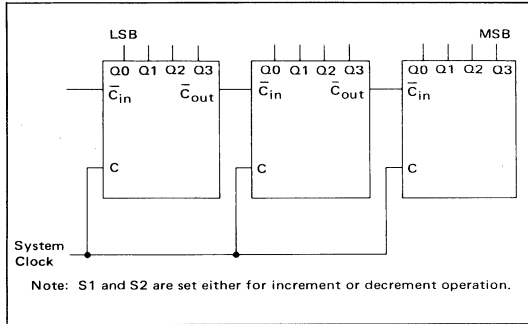 LSB MSB
Q0 Q1 Q2 Q3 Q0 Q1 Q2 Q3 Q0 Q1 Q2 Q3
C̅in C̅out C̅in C̅out C̅in
C C C
System
Clock
Note: S1 and S2 are set either for increment or decrement operation.